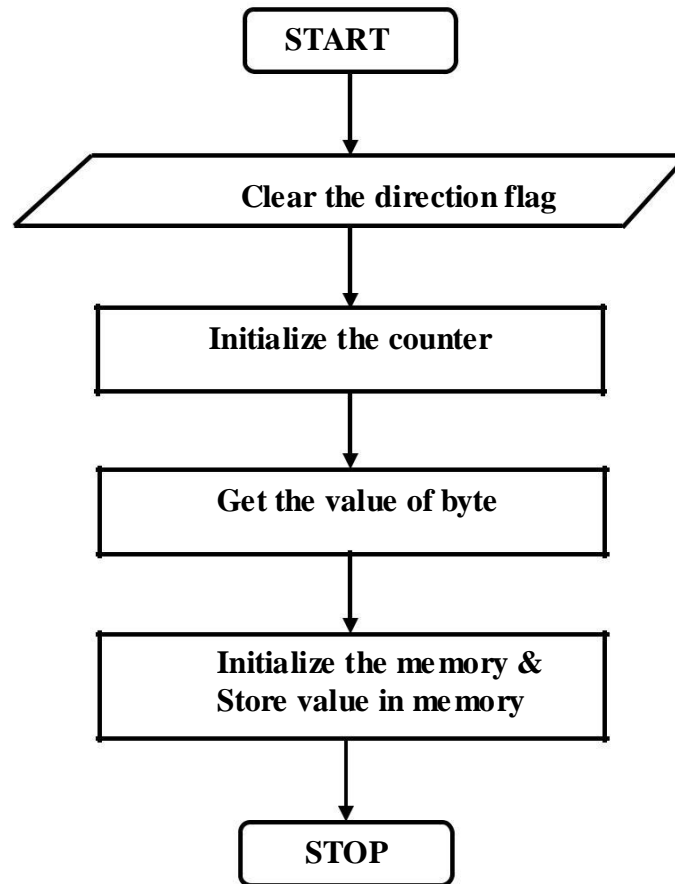 START
Clear the direction flag
Initialize the counter
Get the value of byte
Initialize the memory &
Store value in memory
STOP